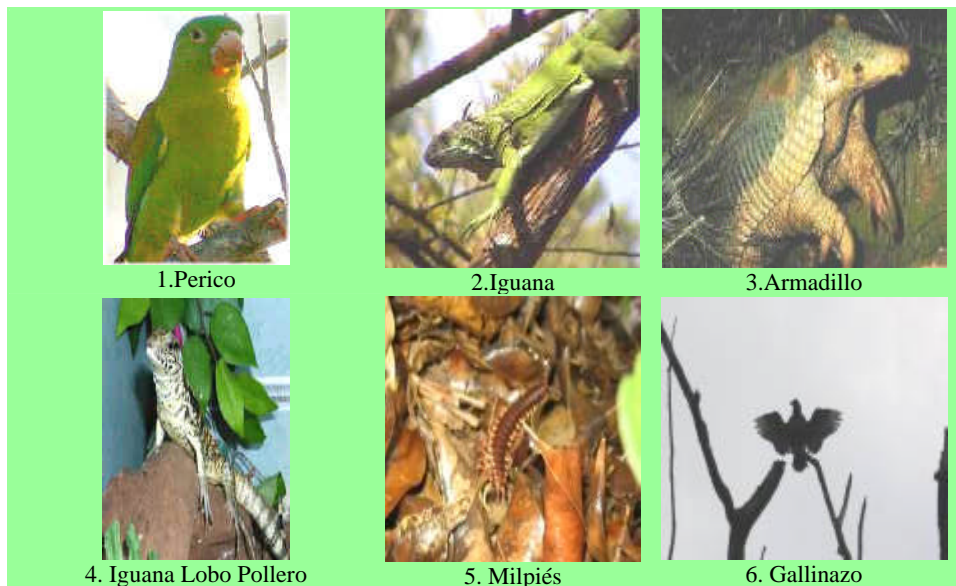 1.Perico
2.Iguana
3.Armadillo
4. Iguana Lobo Pollero
5. Milpiés
6. Gallinazo